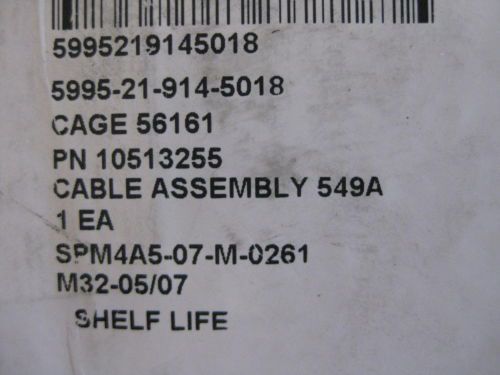 5995219145018
5995-21-914-5018
CAGE 56161
PN 10513255
CABLE ASSEMBLY 549A
1 EA
SPM4A5-07-M-0261
M32-05/07
SHELF LIFE